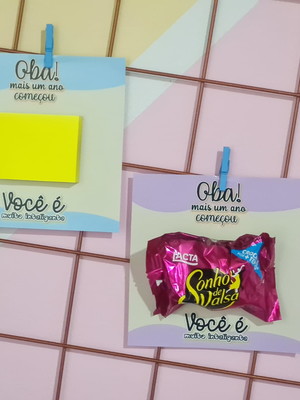 Oba!
mais um ano
começou
Você é
muito inteligente
Oba!
mais um ano
começou
LACTA
Sonho
de Valsa
Você é
muito inteligente